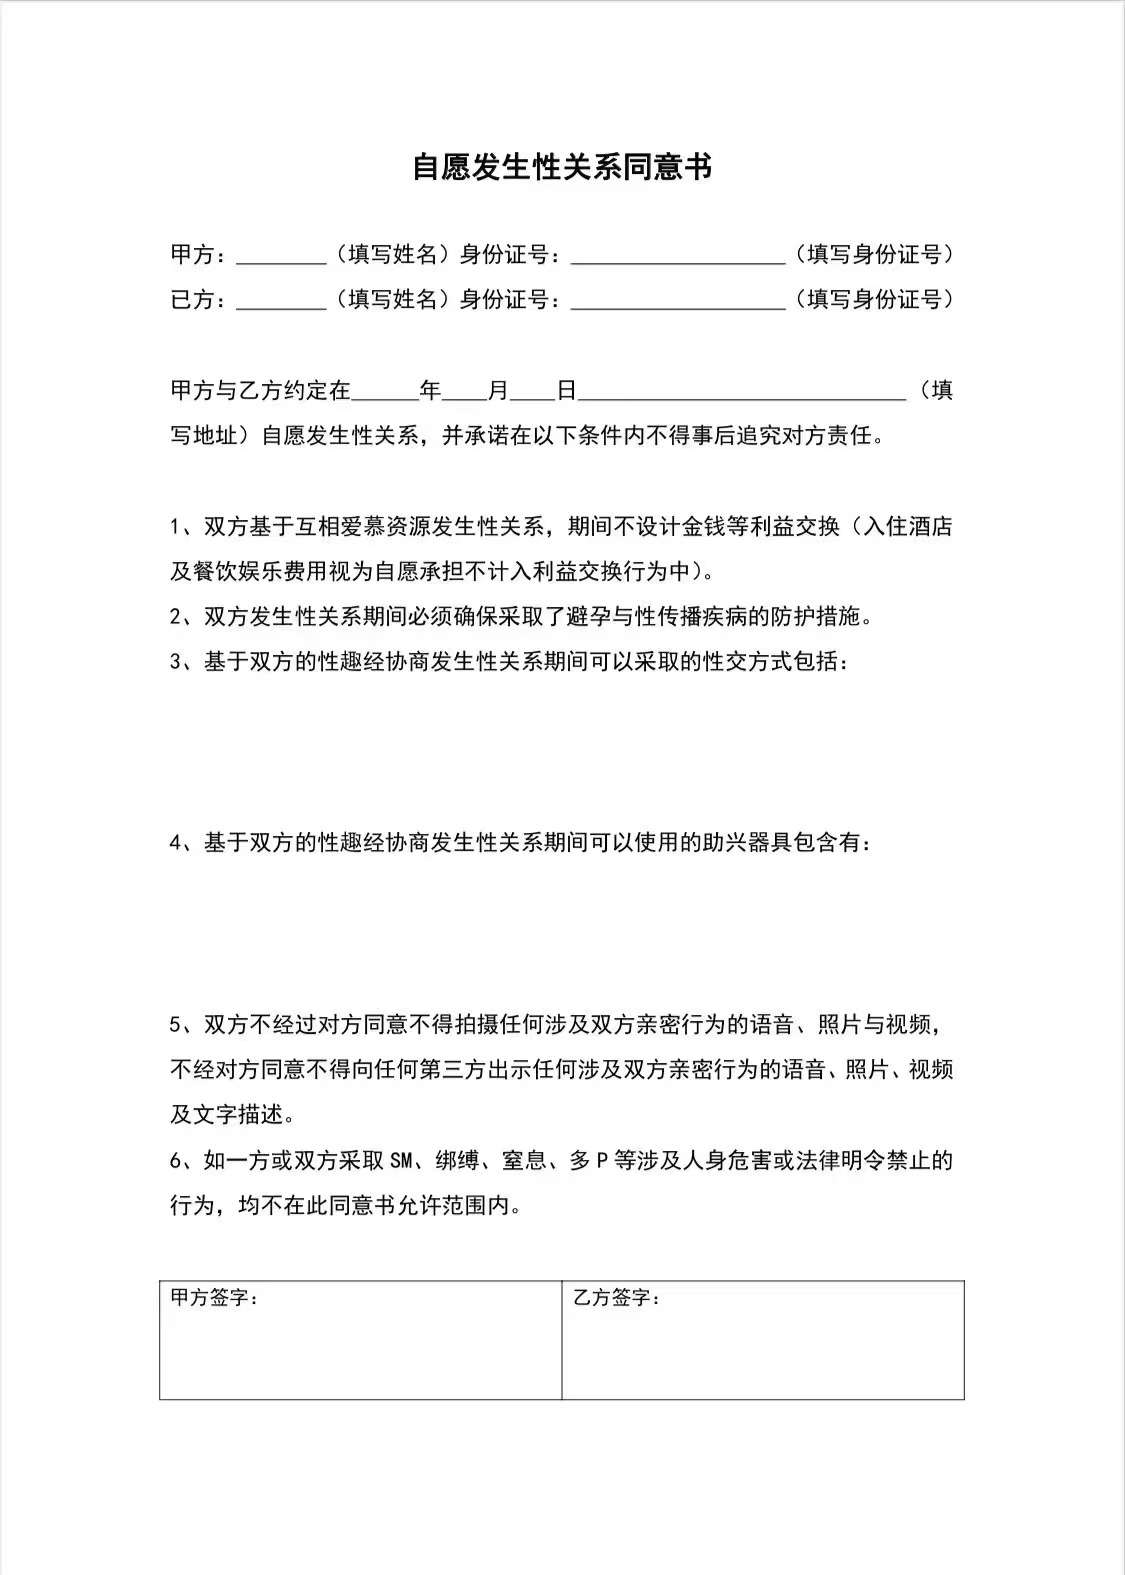 自愿发生性关系同意书
甲方：________（填写姓名）身份证号：___________________（填写身份证号）
已方：________（填写姓名）身份证号：___________________（填写身份证号）
甲方与乙方约定在______年____月____日_____________________________（填
写地址）自愿发生性关系，并承诺在以下条件内不得事后追究对方责任。
1、双方基于互相爱慕资源发生性关系，期间不设计金钱等利益交换（入住酒店
及餐饮娱乐费用视为自愿承担不计入利益交换行为中）。
2、双方发生性关系期间必须确保采取了避孕与性传播疾病的防护措施。
3、基于双方的性趣经协商发生性关系期间可以采取的性交方式包括：
4、基于双方的性趣经协商发生性关系期间可以使用的助兴器具包含有：
5、双方不经过对方同意不得拍摄任何涉及双方亲密行为的语音、照片与视频，
不经对方同意不得向任何第三方出示任何涉及双方亲密行为的语音、照片、视频
及文字描述。
6、如一方或双方采取 SM、绑缚、窒息、多 P 等涉及人身危害或法律明令禁止的
行为，均不在此同意书允许范围内。
甲方签字：
乙方签字：